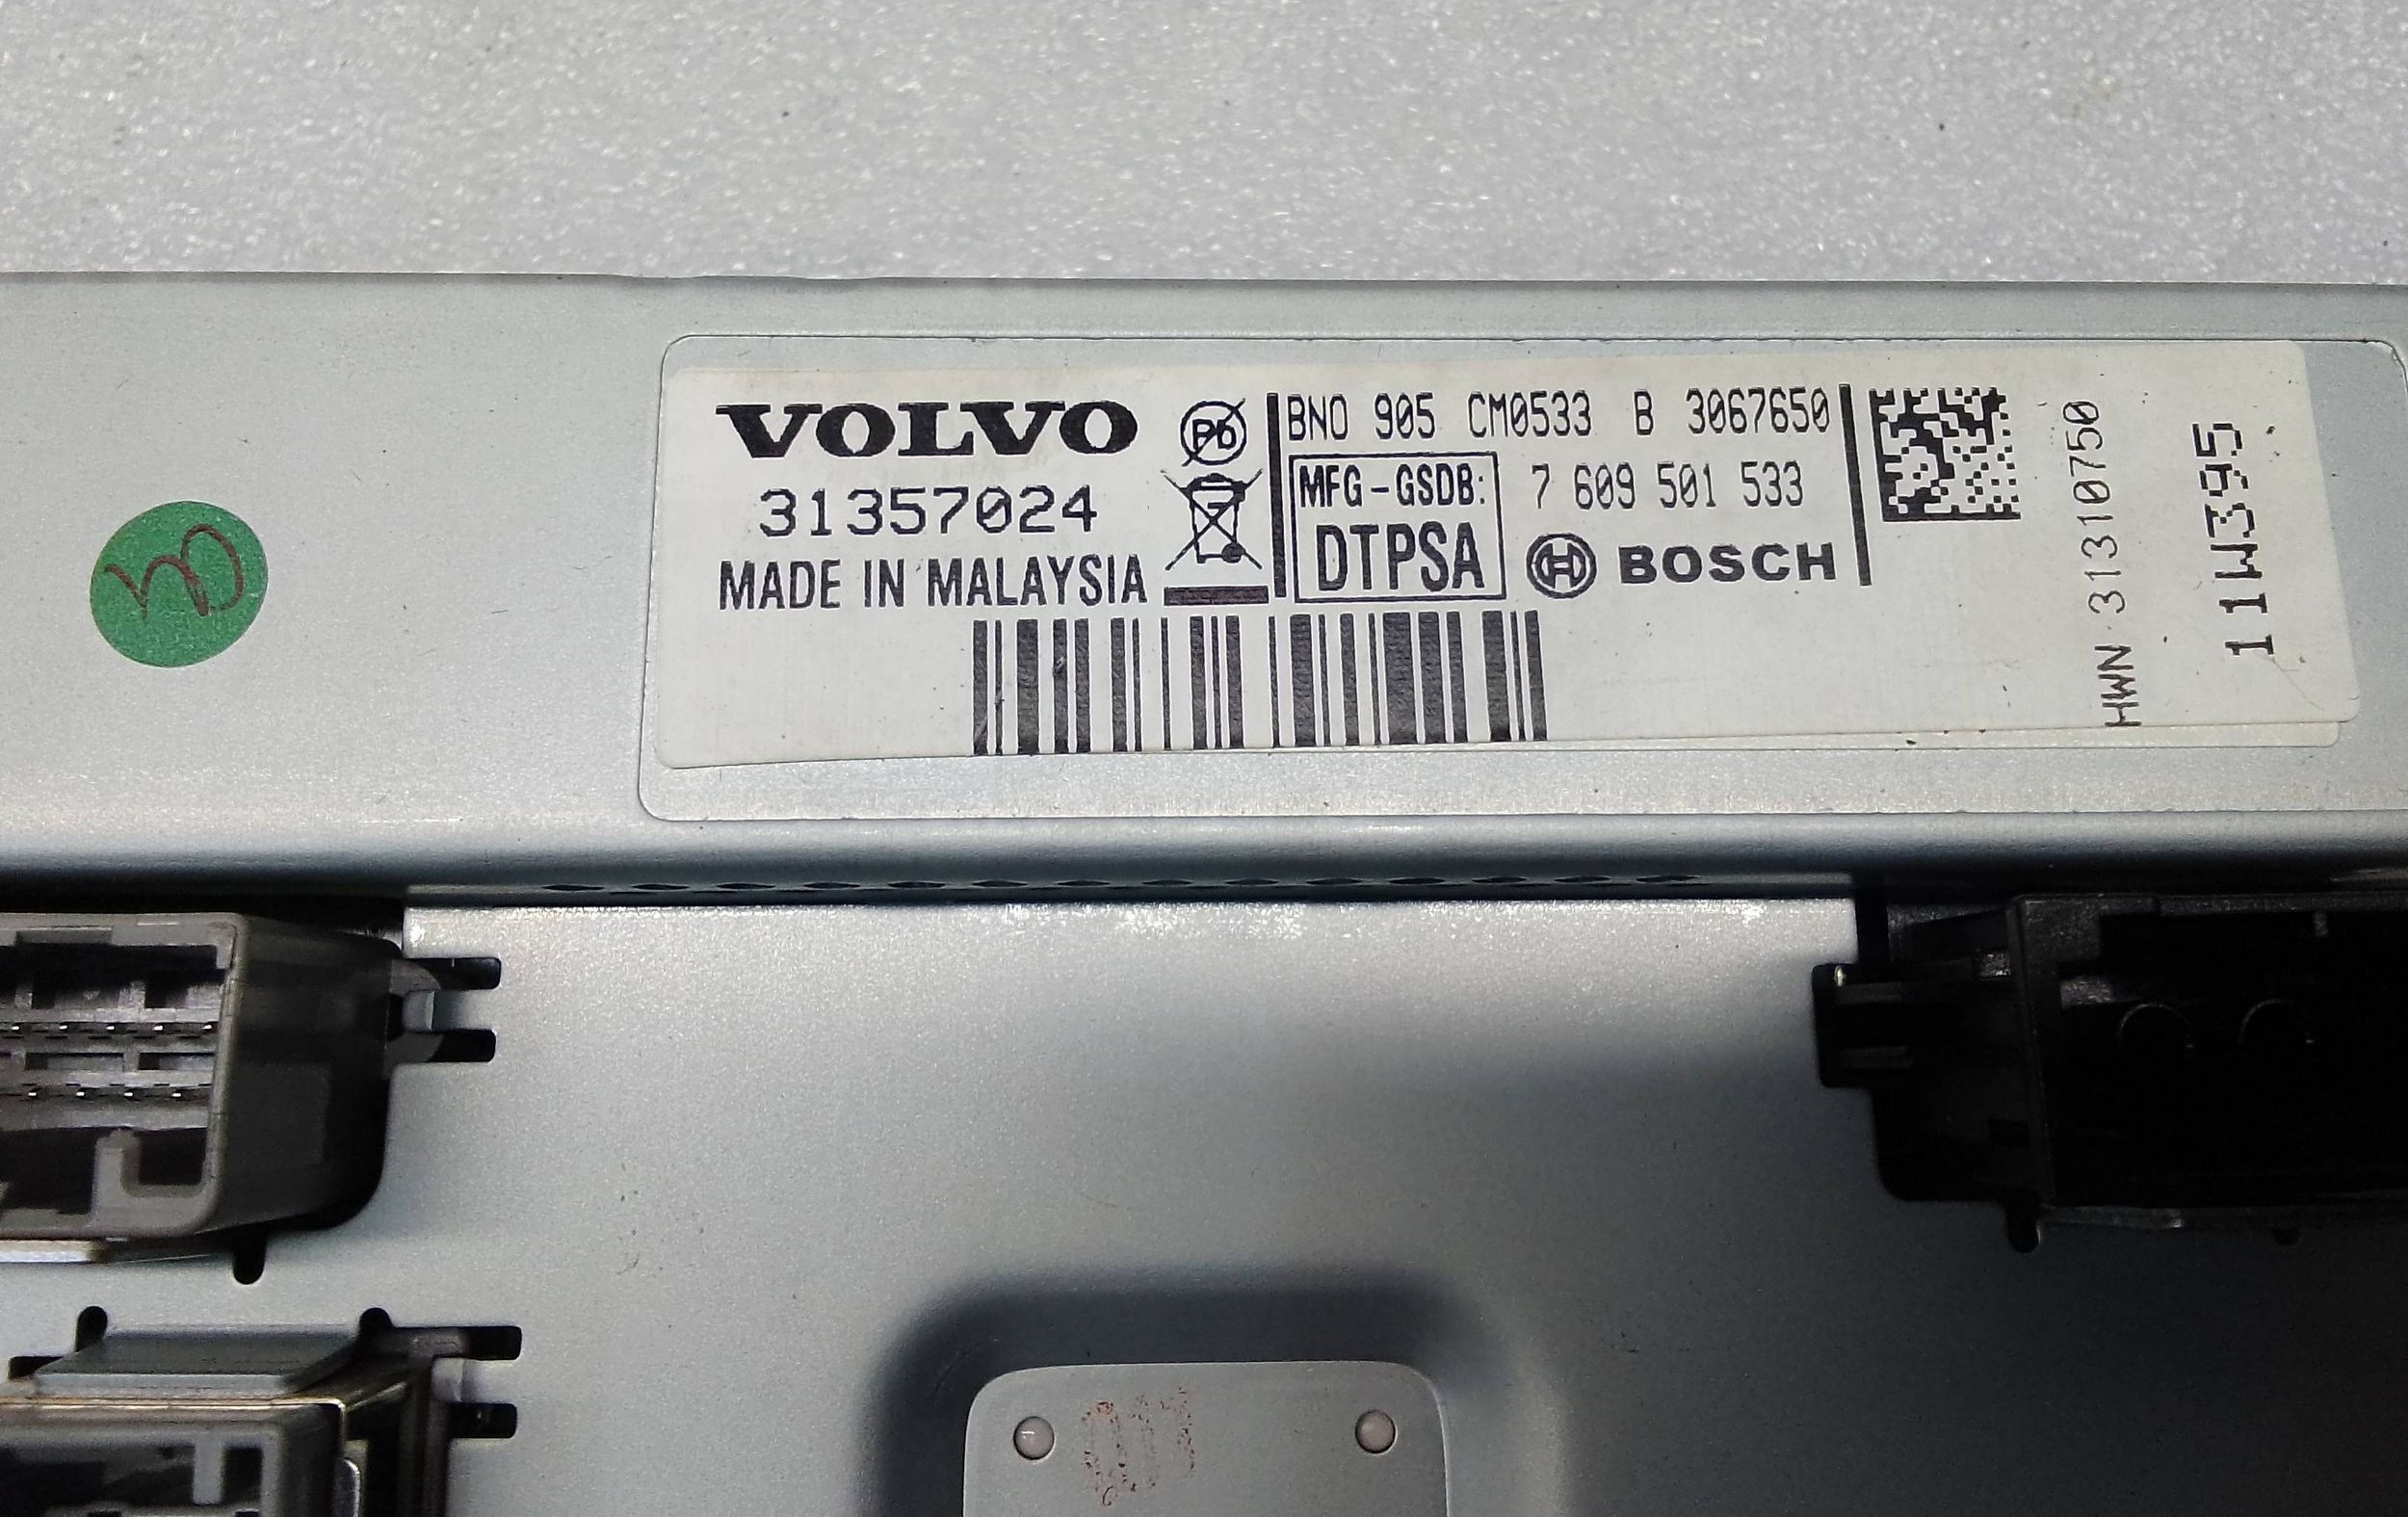 VOLVO
31357024
MADE IN MALAYSIA
Pb
BNO 905 CM0533 B 3067650
MFG-GSDB:
DTPSA
7 609 501 533
BOSCH
HWN 31310750
11W395